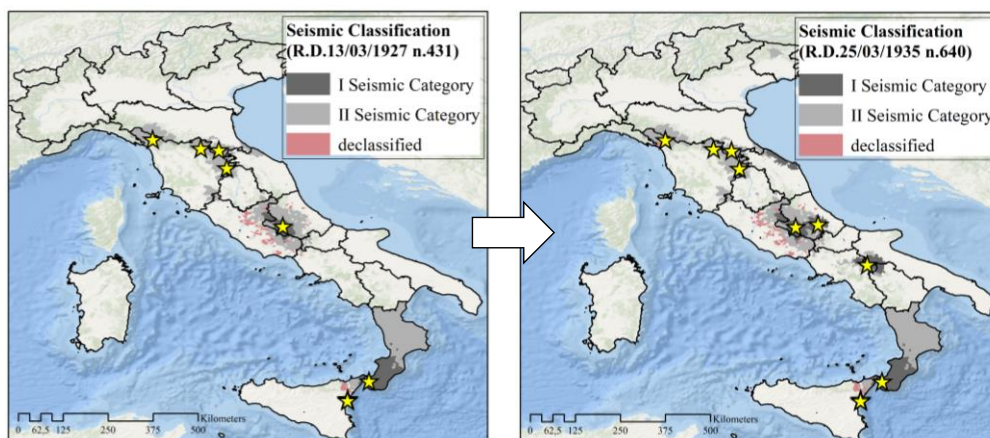 Seismic Classification
(R.D.13/03/1927 n.431)
I Seismic Category
II Seismic Category
declassified
Kilometers
0 62,5 125 250 375 500
Seismic Classification
(R.D.25/03/1935 n.640)
I Seismic Category
II Seismic Category
declassified
Kilometers
0 62,5 125 250 375 500